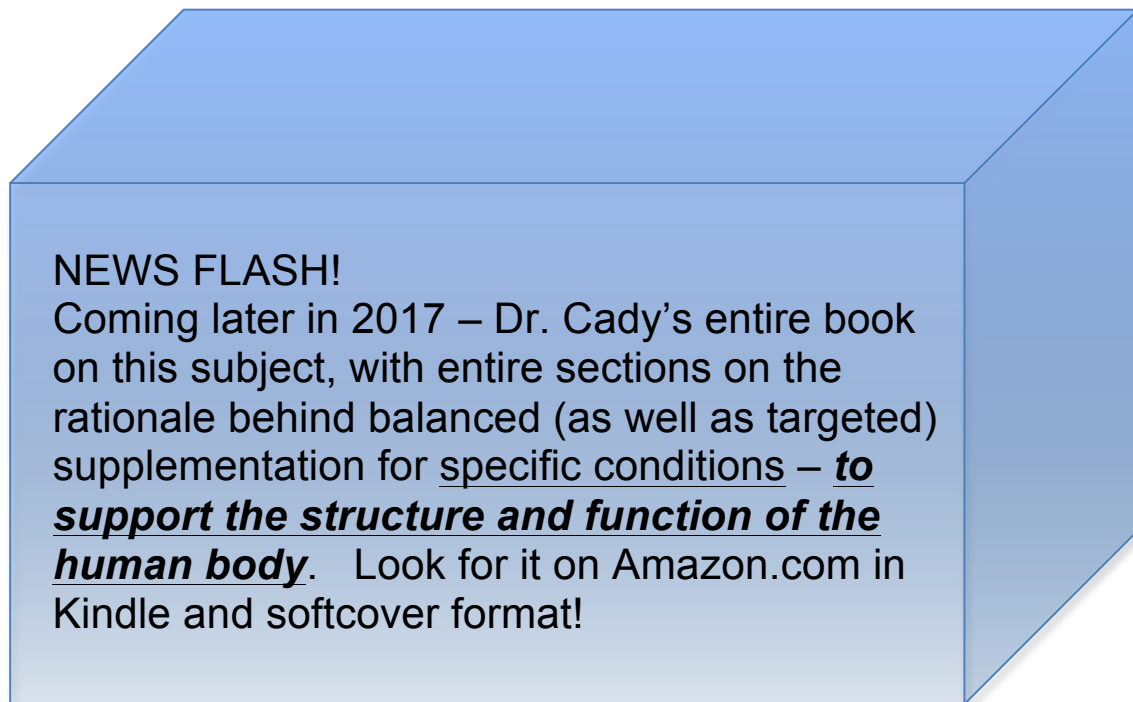 NEWS FLASH!
Coming later in 2017 – Dr. Cady’s entire book
on this subject, with entire sections on the
rationale behind balanced (as well as targeted)
supplementation for specific conditions – to
support the structure and function of the
human body.   Look for it on Amazon.com in
Kindle and softcover format!